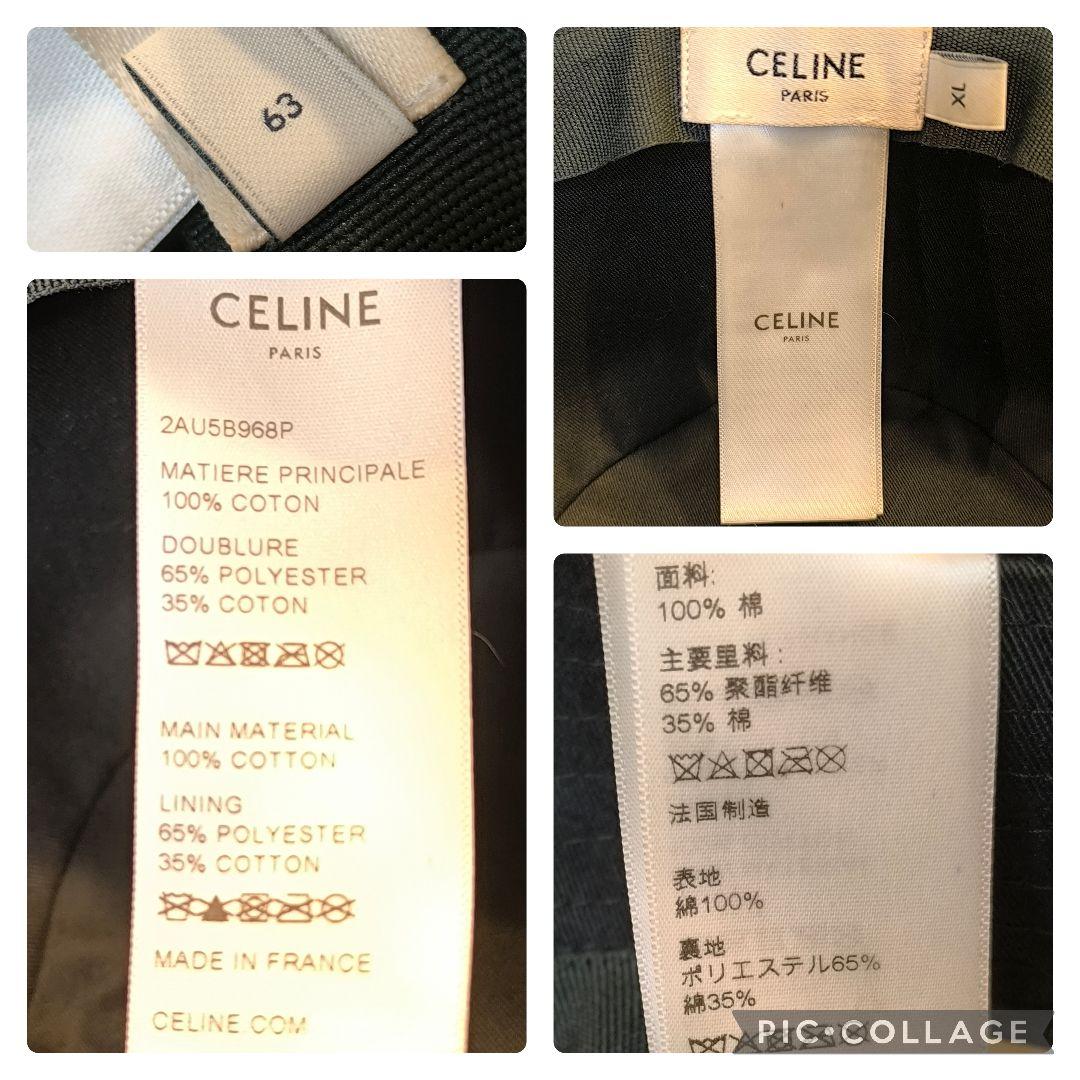 63
CELINE
PARIS
XL
CELINE
PARIS
CELINE
PARIS
2AU5B968P
MATIERE PRINCIPALE
100% COTON
DOUBLURE
65% POLYESTER
35% COTON
MAIN MATERIAL
100% COTTON
LINING
65% POLYESTER
35% COTTON
MADE IN FRANCE
CELINE.COM
面料:
100% 棉
主要里料:
65% 聚酯纤维
35% 棉
法国制造
表地
綿100%
裏地
ポリエステル65%
綿35%
PIC•COLLAGE